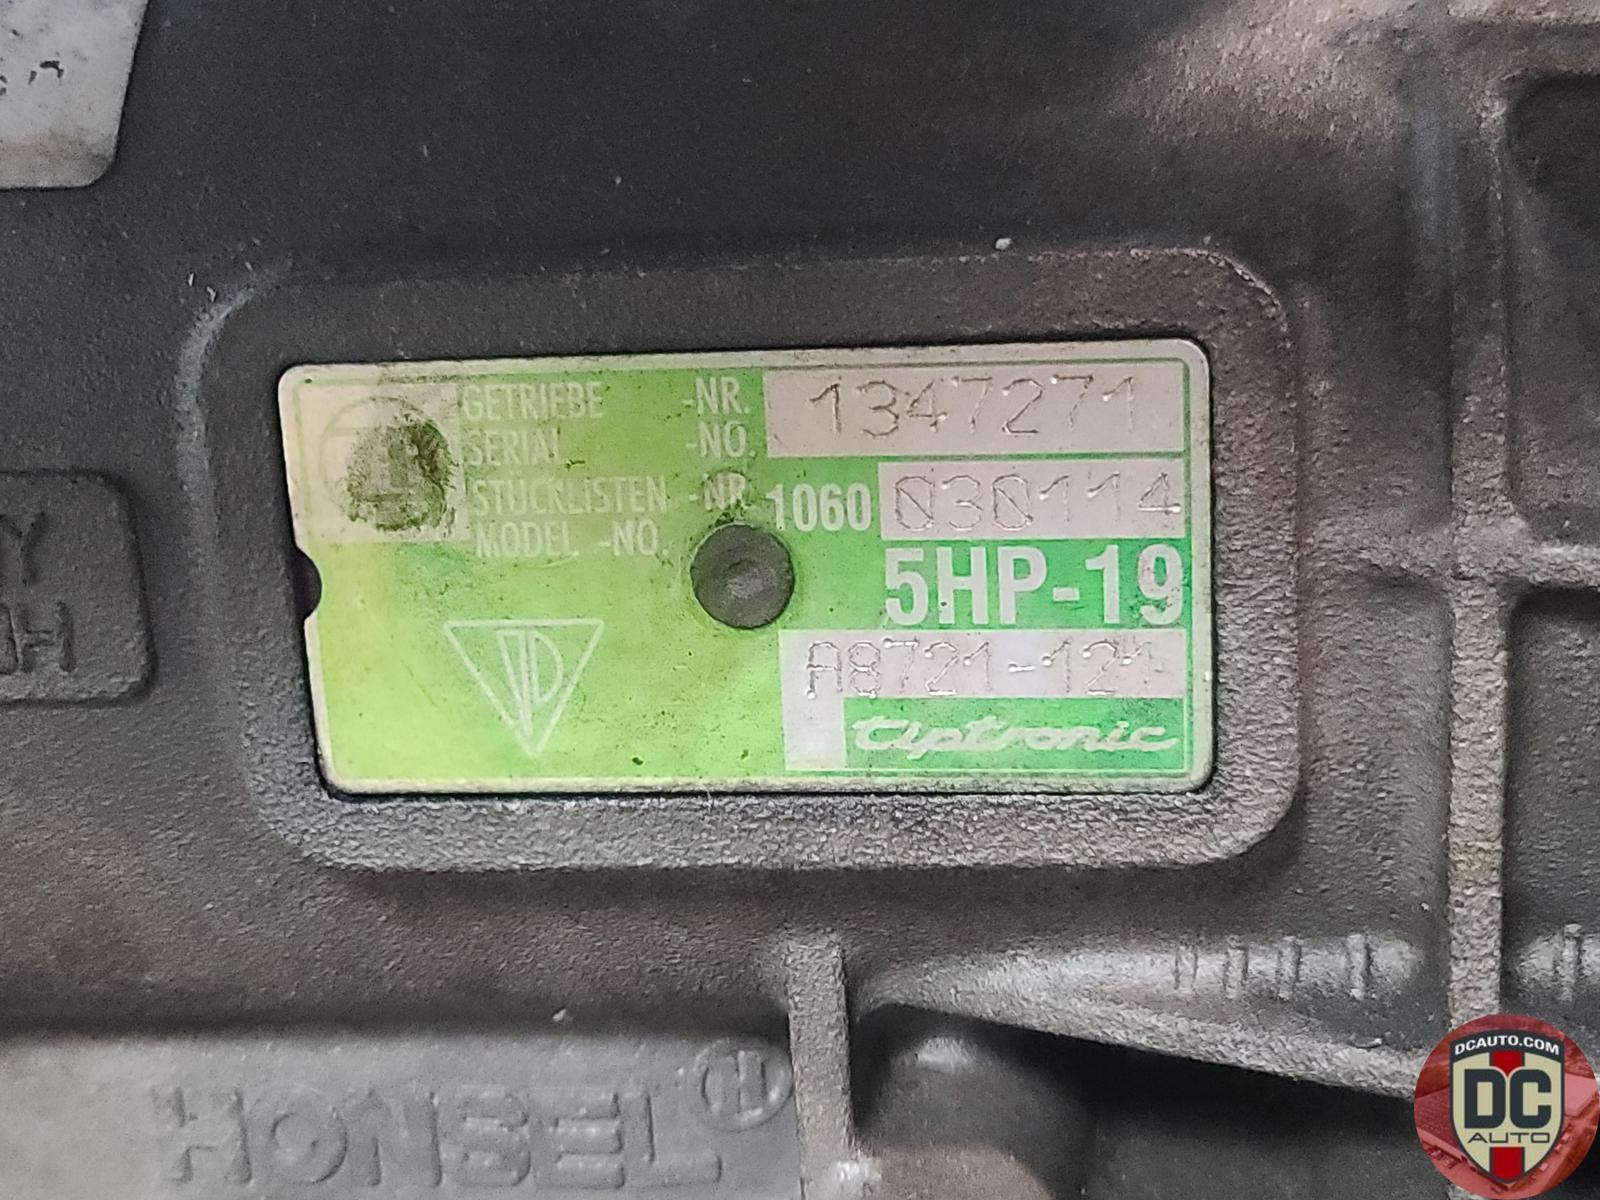 GETRIEBE -NR. 1347271
SERIAL -NO.
STÜCKLISTEN -NR. 1060 030114
MODEL -NO.
5HP-19
A8721-121
Tiptronic
HONSEL
H
DCAUTO.COM
DC
AUTO